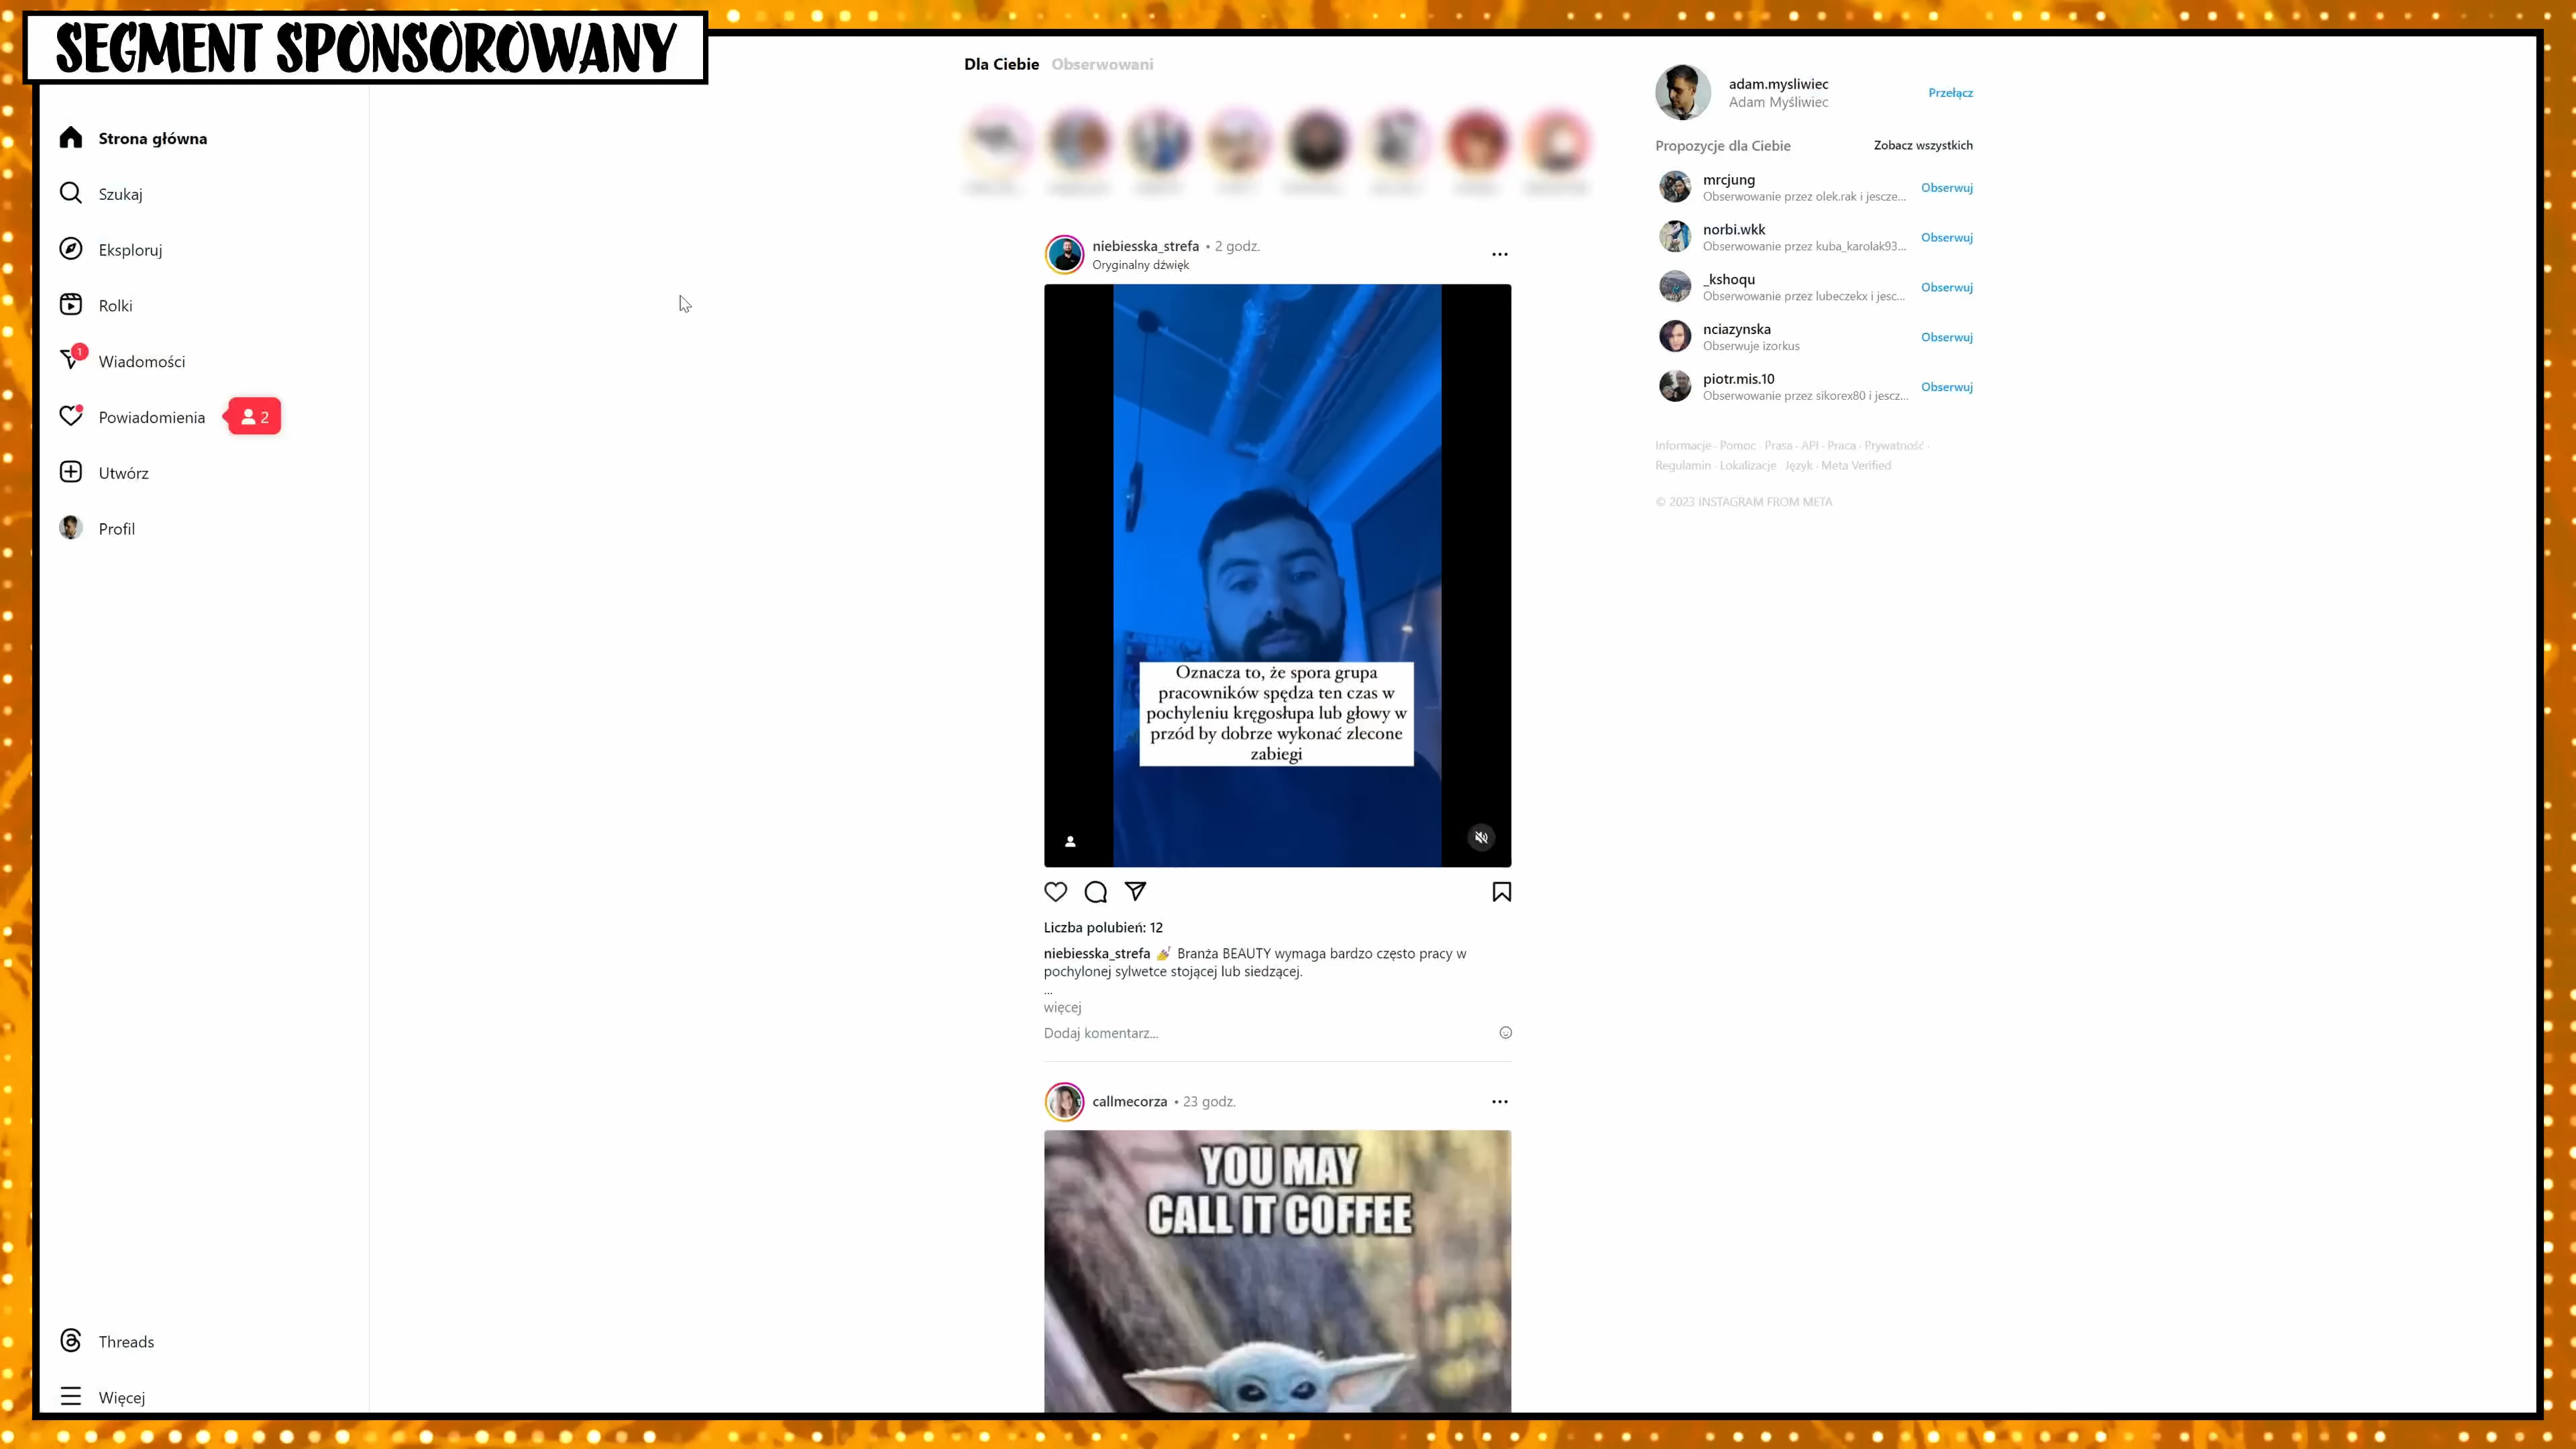 SEGMENT SPONSOROWANY
Strona główna
Szukaj
Eksploruj
Rolki
1
Wiadomości
Powiadomienia
2
Utwórz
Profil
Threads
Więcej
Dla Ciebie Obserwowani
niebiesska_strefa • 2 godz.
Oryginalny dźwięk
Oznacza to, że spora grupa
pracowników spędza ten czas w
pochyleniu kręgosłupa lub głowy w
przód by dobrze wykonać zlecone
zabiegi
Liczba polubień: 12
niebiesska_strefa 💅 Branża BEAUTY wymaga bardzo często pracy w
pochylonej sylwetce stojącej lub siedzącej.
...
więcej
Dodaj komentarz...
callmecorza • 23 godz.
YOU MAY
CALL IT COFFEE
adam.mysliwiec
Adam Myśliwiec
Przełącz
Propozycje dla Ciebie Zobacz wszystkich
mrcjung
Obserwowanie przez olek.rak i jescze...
Obserwuj
norbi.wkk
Obserwowanie przez kuba_karolak93...
Obserwuj
_kshoqu
Obserwowanie przez lubeczekx i jesc...
Obserwuj
nciazynska
Obserwuje izorkus
Obserwuj
piotr.mis.10
Obserwowanie przez sikorex80 i jescz...
Obserwuj
Informacje · Pomoc · Prasa · API · Praca · Prywatność ·
Regulamin · Lokalizacje · Język · Meta Verified
© 2023 INSTAGRAM FROM META